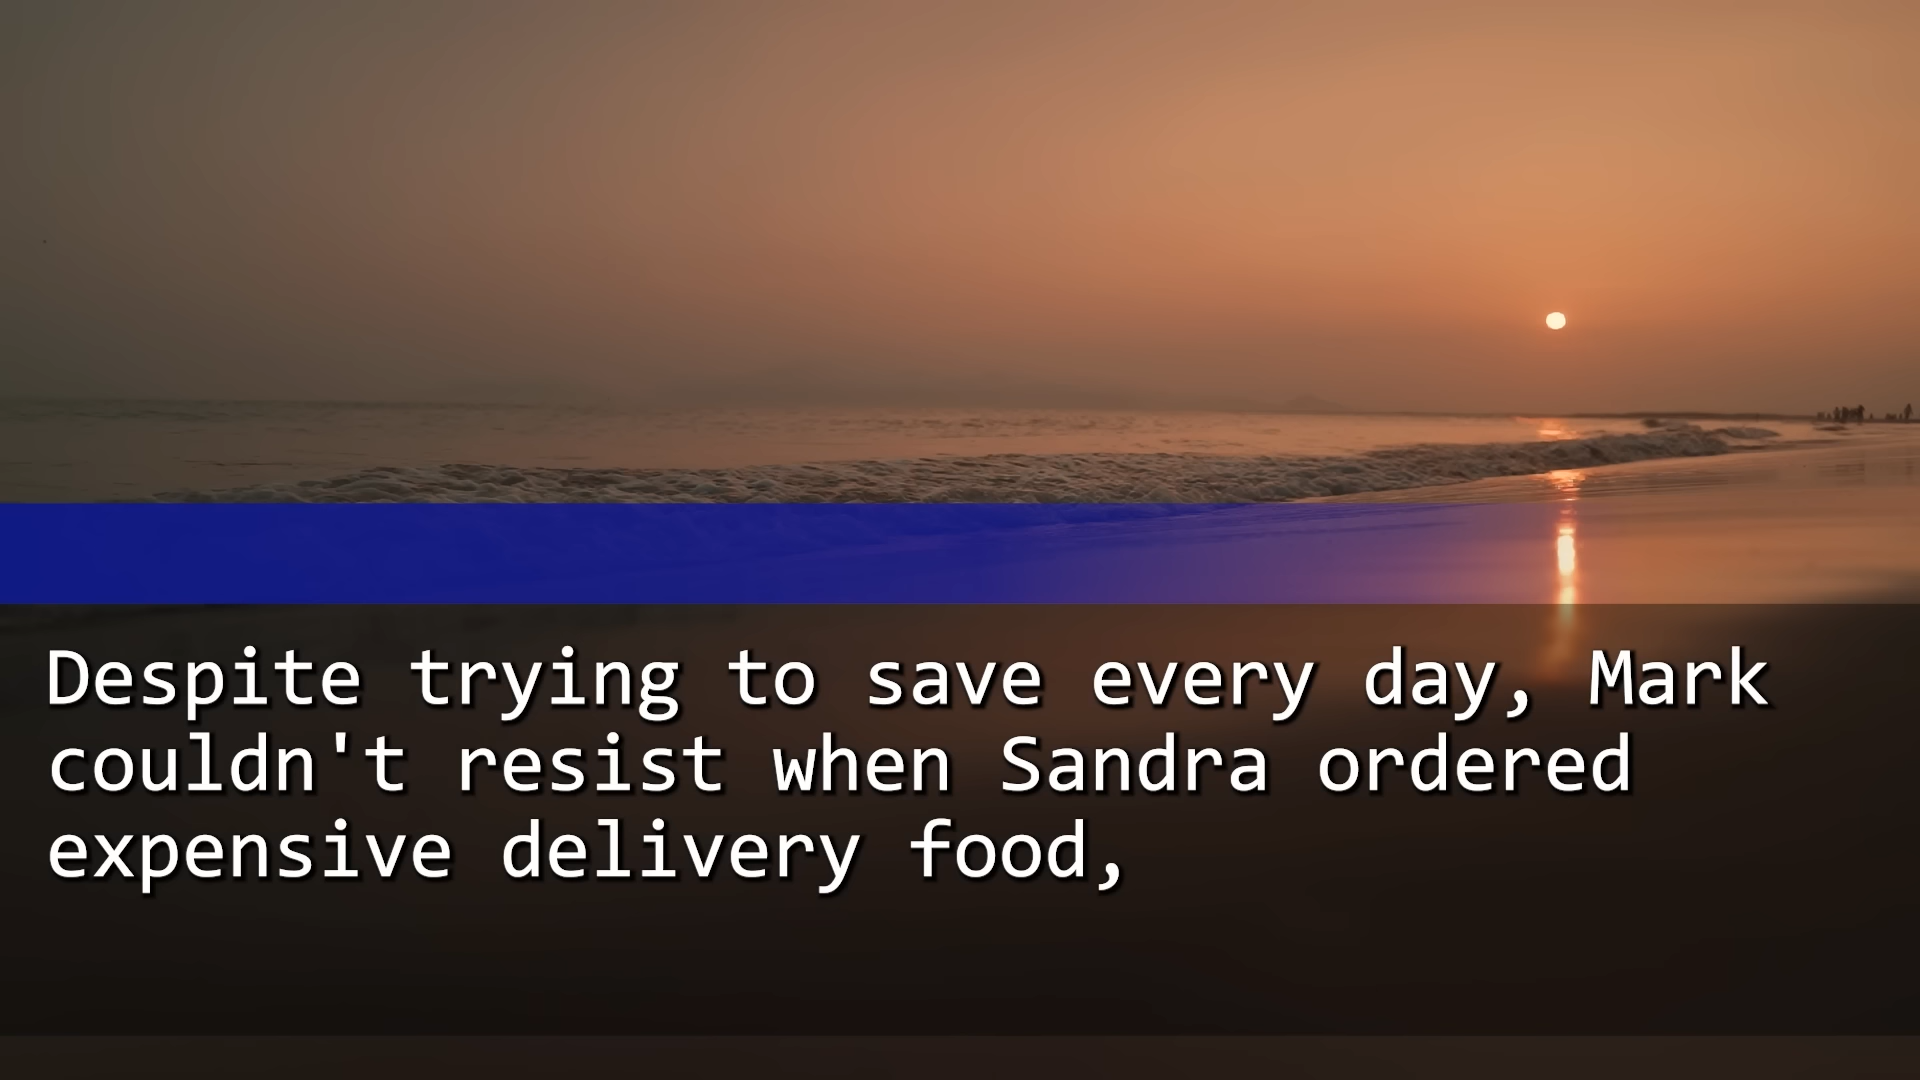 Despite trying to save every day, Mark
couldn't resist when Sandra ordered
expensive delivery food,